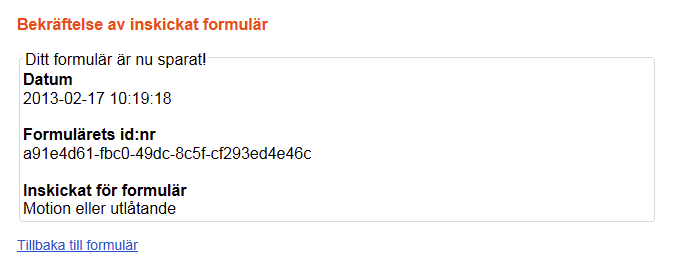 Bekräftelse av inskickat formulär
Ditt formulär är nu sparat!
Datum
2013-02-17 10:19:18
Formulärets id:nr
a91e4d61-fbc0-49dc-8c5f-cf293ed4e46c
Inskickat för formulär
Motion eller utlåtande
Tillbaka till formulär